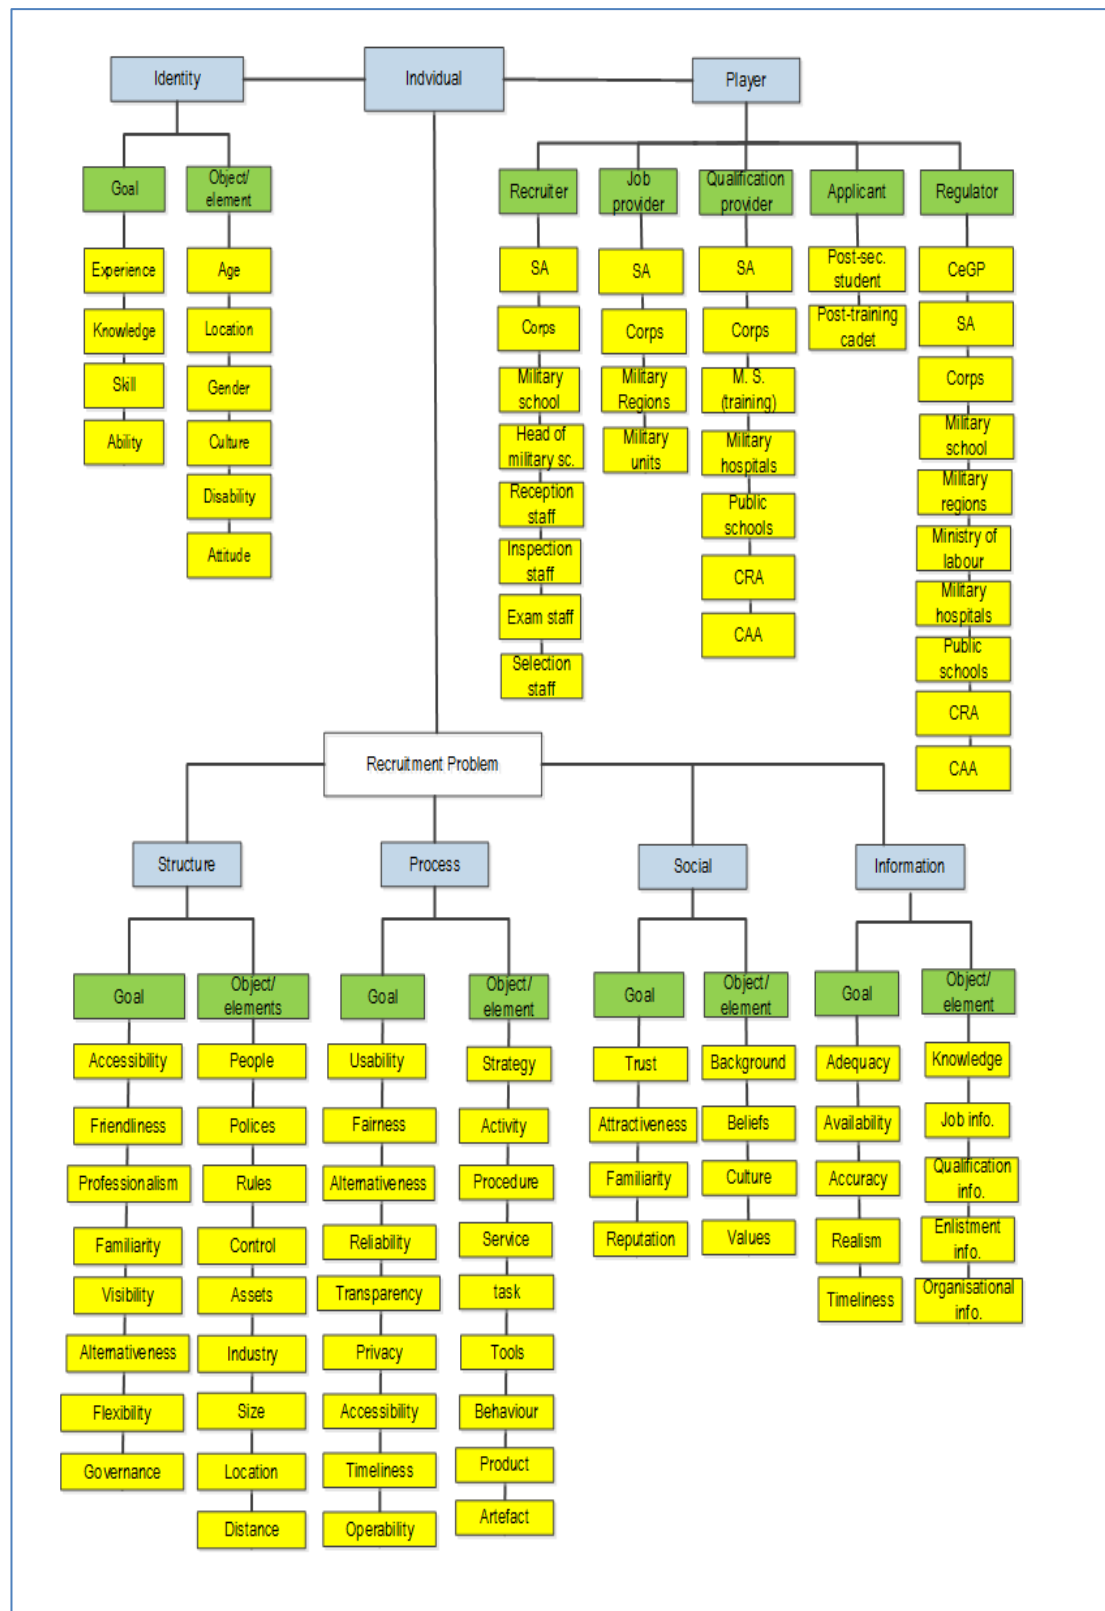 Identity
Indvidual
Player
Goal
Object/
element
Experience
Knowledge
Skill
Ability
Age
Location
Gender
Culture
Disability
Attitude
Recruiter
SA
Corps
Military
school
Head of
military sc.
Reception
staff
Inspection
staff
Exam staff
Selection
staff
Job
provider
SA
Corps
Military
Regions
Military
units
Qualification
provider
SA
Corps
M. S.
(training)
Military
hospitals
Public
schools
CRA
CAA
Applicant
Post-sec.
student
Post-training
cadet
Regulator
CeGP
SA
Corps
Military
school
Military
regions
Ministry of
labour
Military
hospitals
Public
schools
CRA
CAA
Recruitment Problem
Structure
Goal
Accessibility
Friendliness
Professionalism
Familiarity
Visibility
Alternativeness
Flexibility
Governance
Object/
elements
People
Polices
Rules
Control
Assets
Industry
Size
Location
Distance
Process
Goal
Usability
Fairness
Alternativeness
Reliability
Transparency
Privacy
Accessibility
Timeliness
Operability
Object/
element
Strategy
Activity
Procedure
Service
task
Tools
Behaviour
Product
Artefact
Social
Goal
Trust
Attractiveness
Familiarity
Reputation
Object/
element
Background
Beliefs
Culture
Values
Information
Goal
Adequacy
Availability
Accuracy
Realism
Timeliness
Object/
element
Knowledge
Job info.
Qualification
info.
Enlistment
info.
Organisational
info.